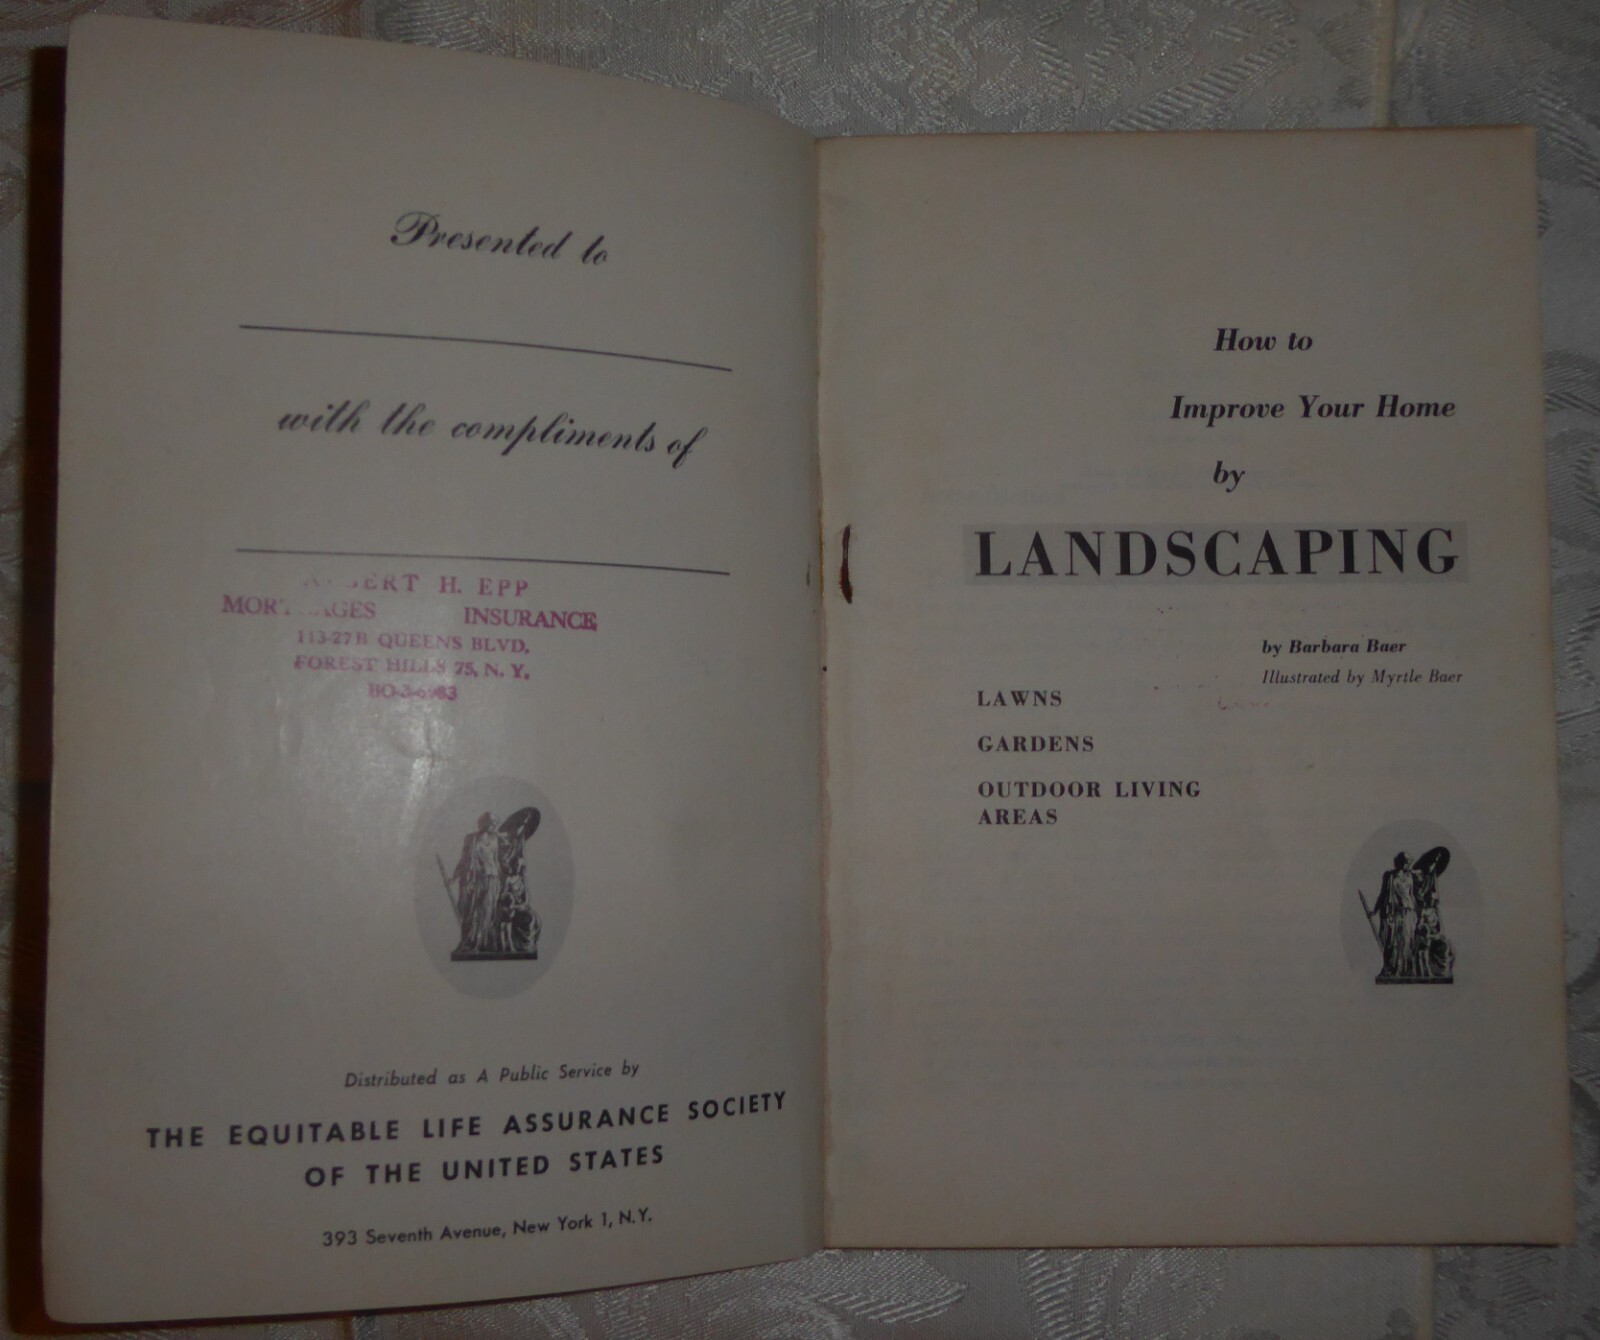 Presented to
with the compliments of
H. EPP
INSURANCE
113-27B QUEENS BLVD.
FOREST HILLS 75, N. Y.
Distributed as A Public Service by
THE EQUITABLE LIFE ASSURANCE SOCIETY
OF THE UNITED STATES
393 Seventh Avenue, New York 1, N.Y.
How to
Improve Your Home
by
LANDSCAPING
by Barbara Baer
Illustrated by Myrtle Baer
LAWNS
GARDENS
OUTDOOR LIVING
AREAS